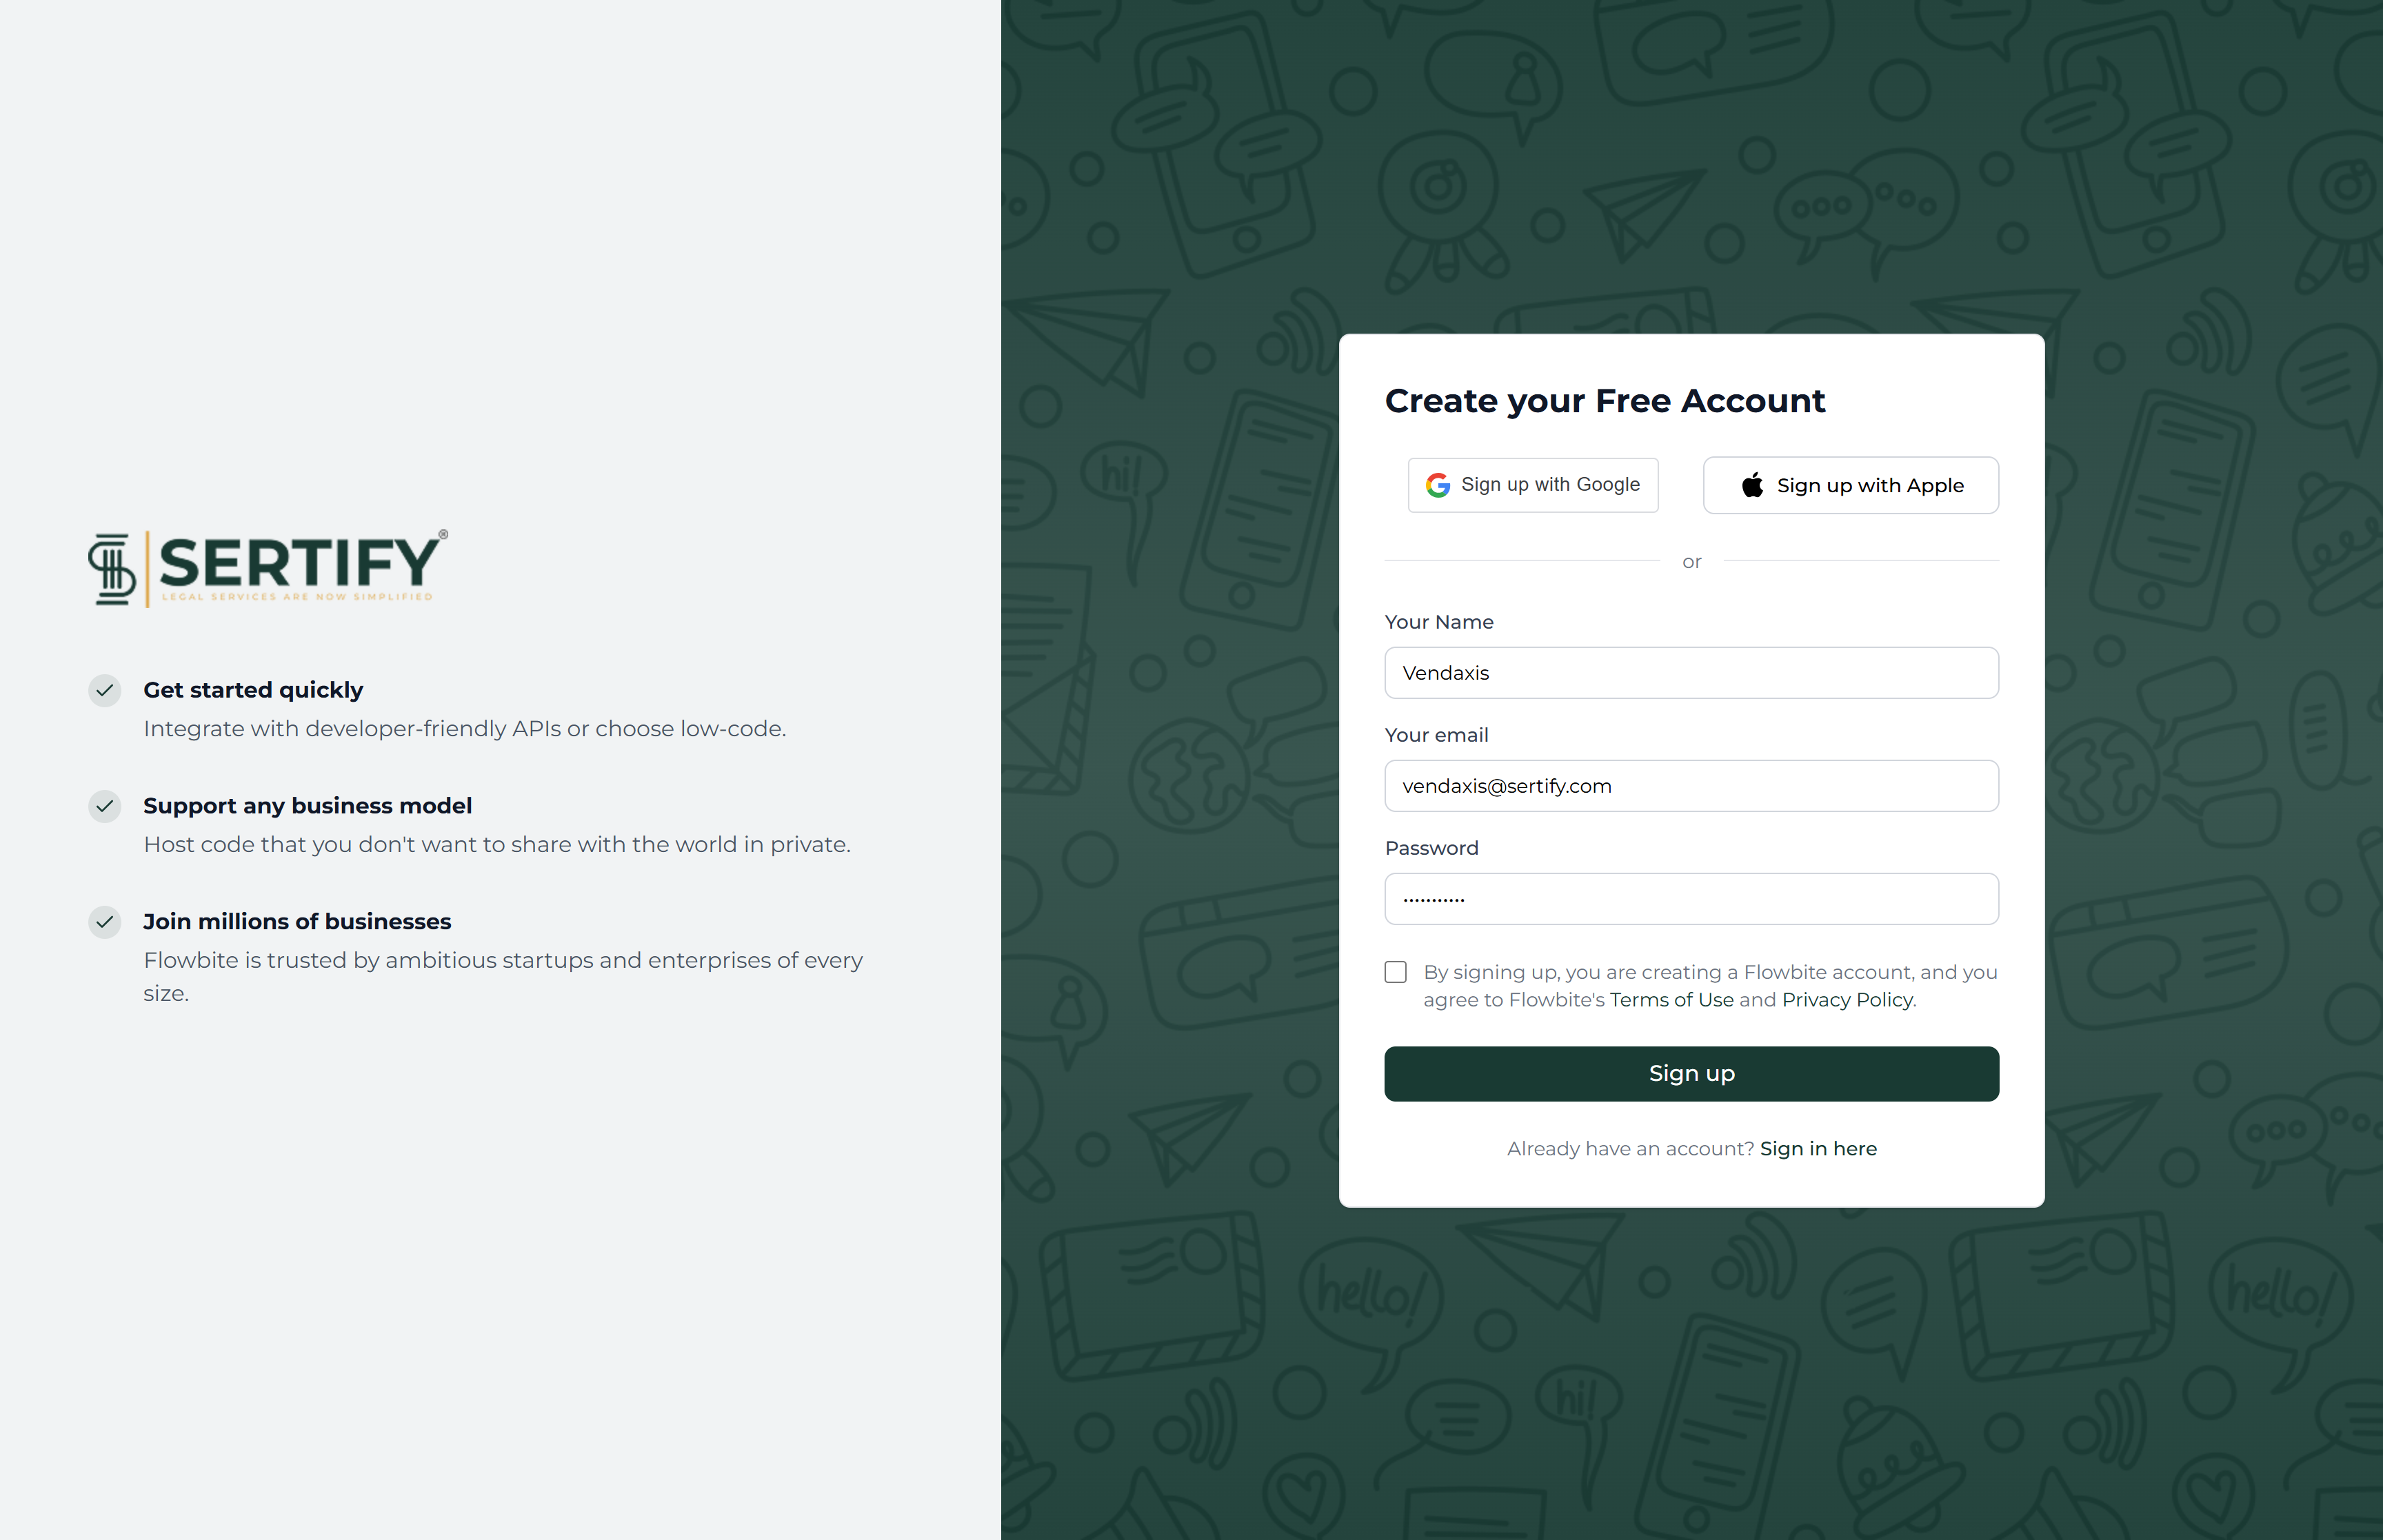 SERTIFY®
LEGAL SERVICES ARE NOW SIMPLIFIED
Get started quickly
Integrate with developer-friendly APIs or choose low-code.
Support any business model
Host code that you don't want to share with the world in private.
Join millions of businesses
Flowbite is trusted by ambitious startups and enterprises of every
size.
Create your Free Account
Sign up with Google
Sign up with Apple
or
Your Name
Vendaxis
Your email
vendaxis@sertify.com
Password
•••••••••••
By signing up, you are creating a Flowbite account, and you
agree to Flowbite's Terms of Use and Privacy Policy.
Sign up
Already have an account? Sign in here
hi!
hello!
hello!
hi!